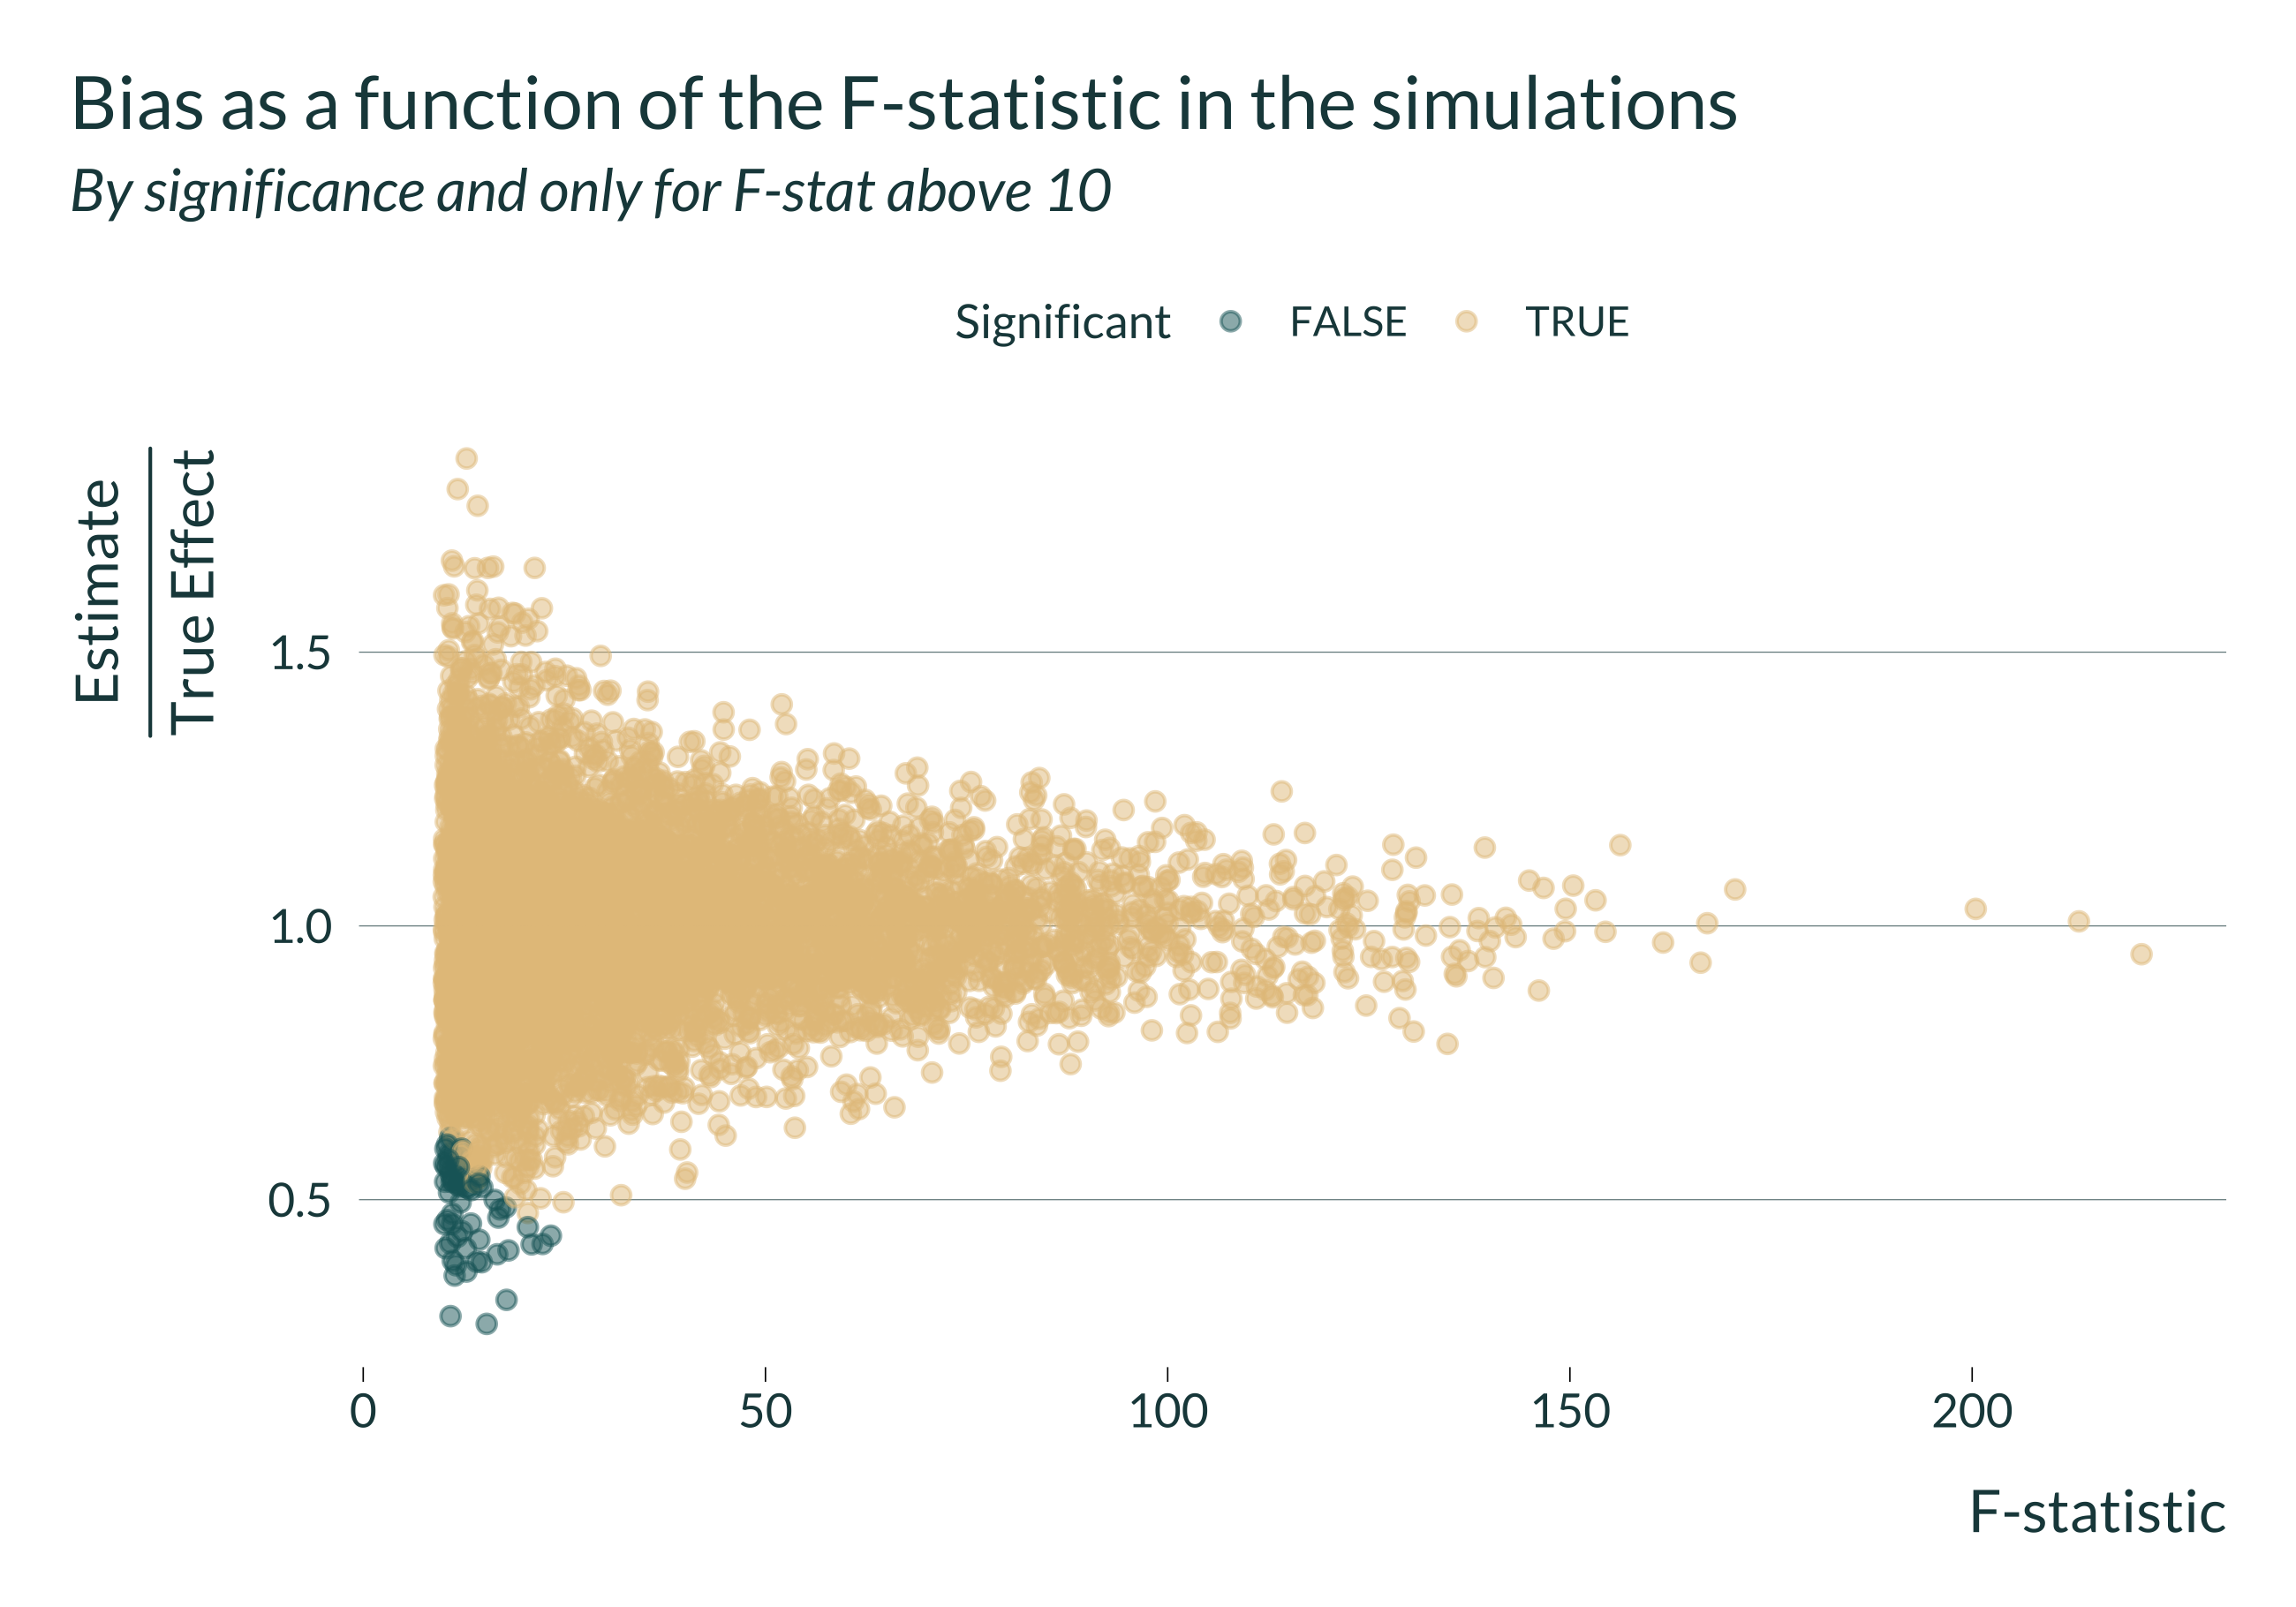 Bias as a function of the F-statistic in the simulations
By significance and only for F-stat above 10
Significant FALSE TRUE
Estimate
True Effect
1.5
1.0
0.5
0 50 100 150 200
F-statistic